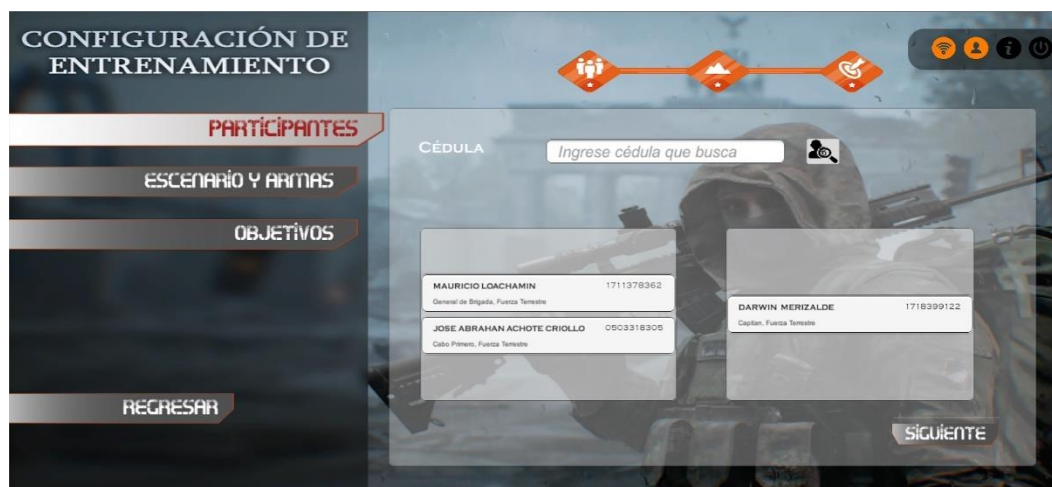 CONFIGURACIÓN DE
ENTRENAMIENTO
PARTICIPANTES
ESCENARIO Y ARMAS
OBJETIVOS
REGRESAR
CÉDULA
Ingrese cédula que busca
MAURICIO LOACHAMIN 1711378362
General de Brigada, Fuerza Terrestre
JOSE ABRAHAN ACHOTE CRIOLLO 0503318305
Cabo Primero, Fuerza Terrestre
DARWIN MERIZALDE 1718399122
Capitan, Fuerza Terrestre
SIGUIENTE